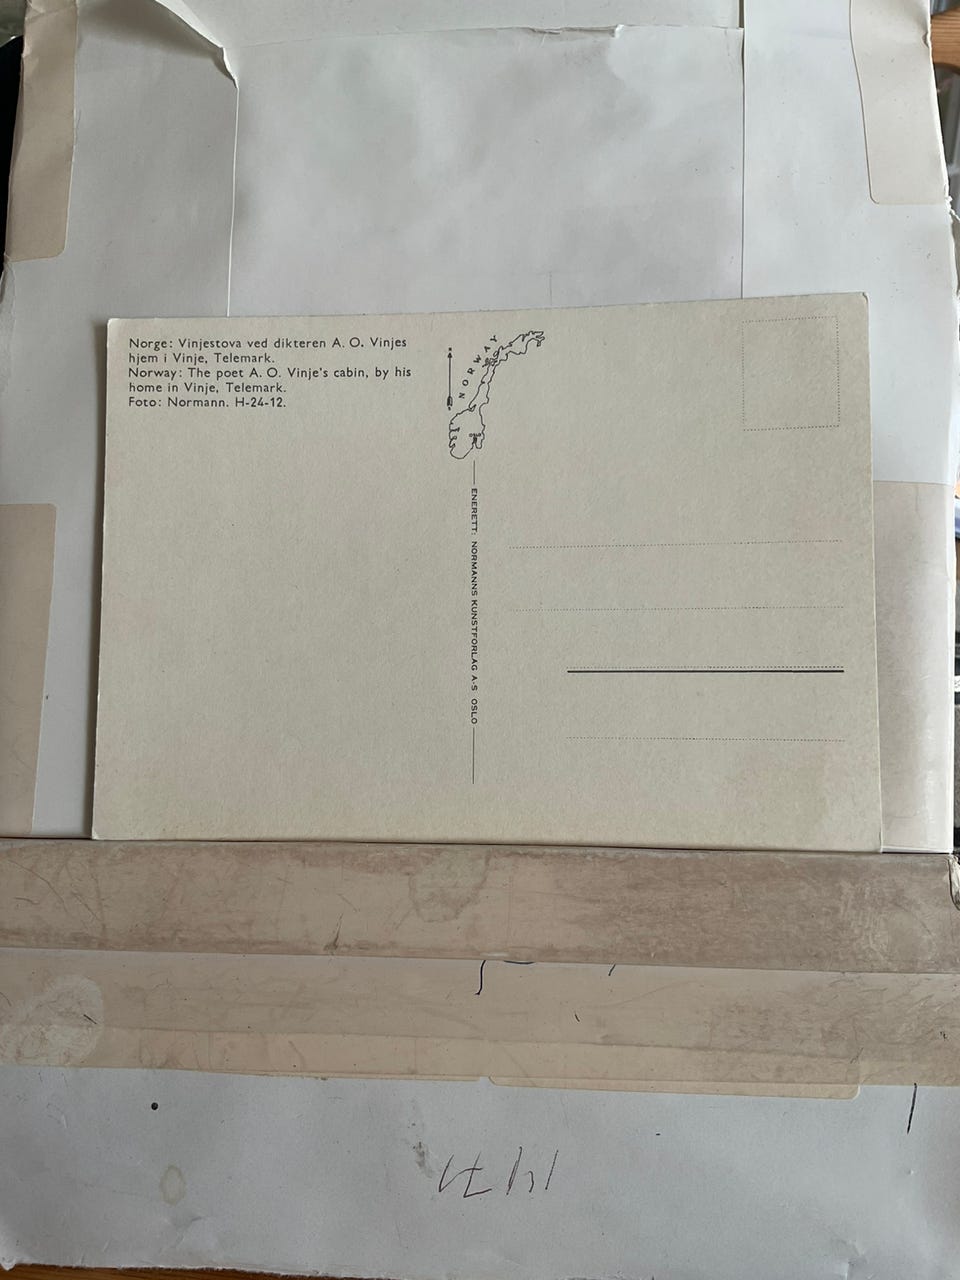 Norge: Vinjestova ved dikteren A. O. Vinjes
hjem i Vinje, Telemark.
Norway: The poet A. O. Vinje's cabin, by his
home in Vinje, Telemark.
Foto: Normann. H-24-12.
NORWAY
ENERETT: NORMANNS KUNSTFORLAG A-S OSLO